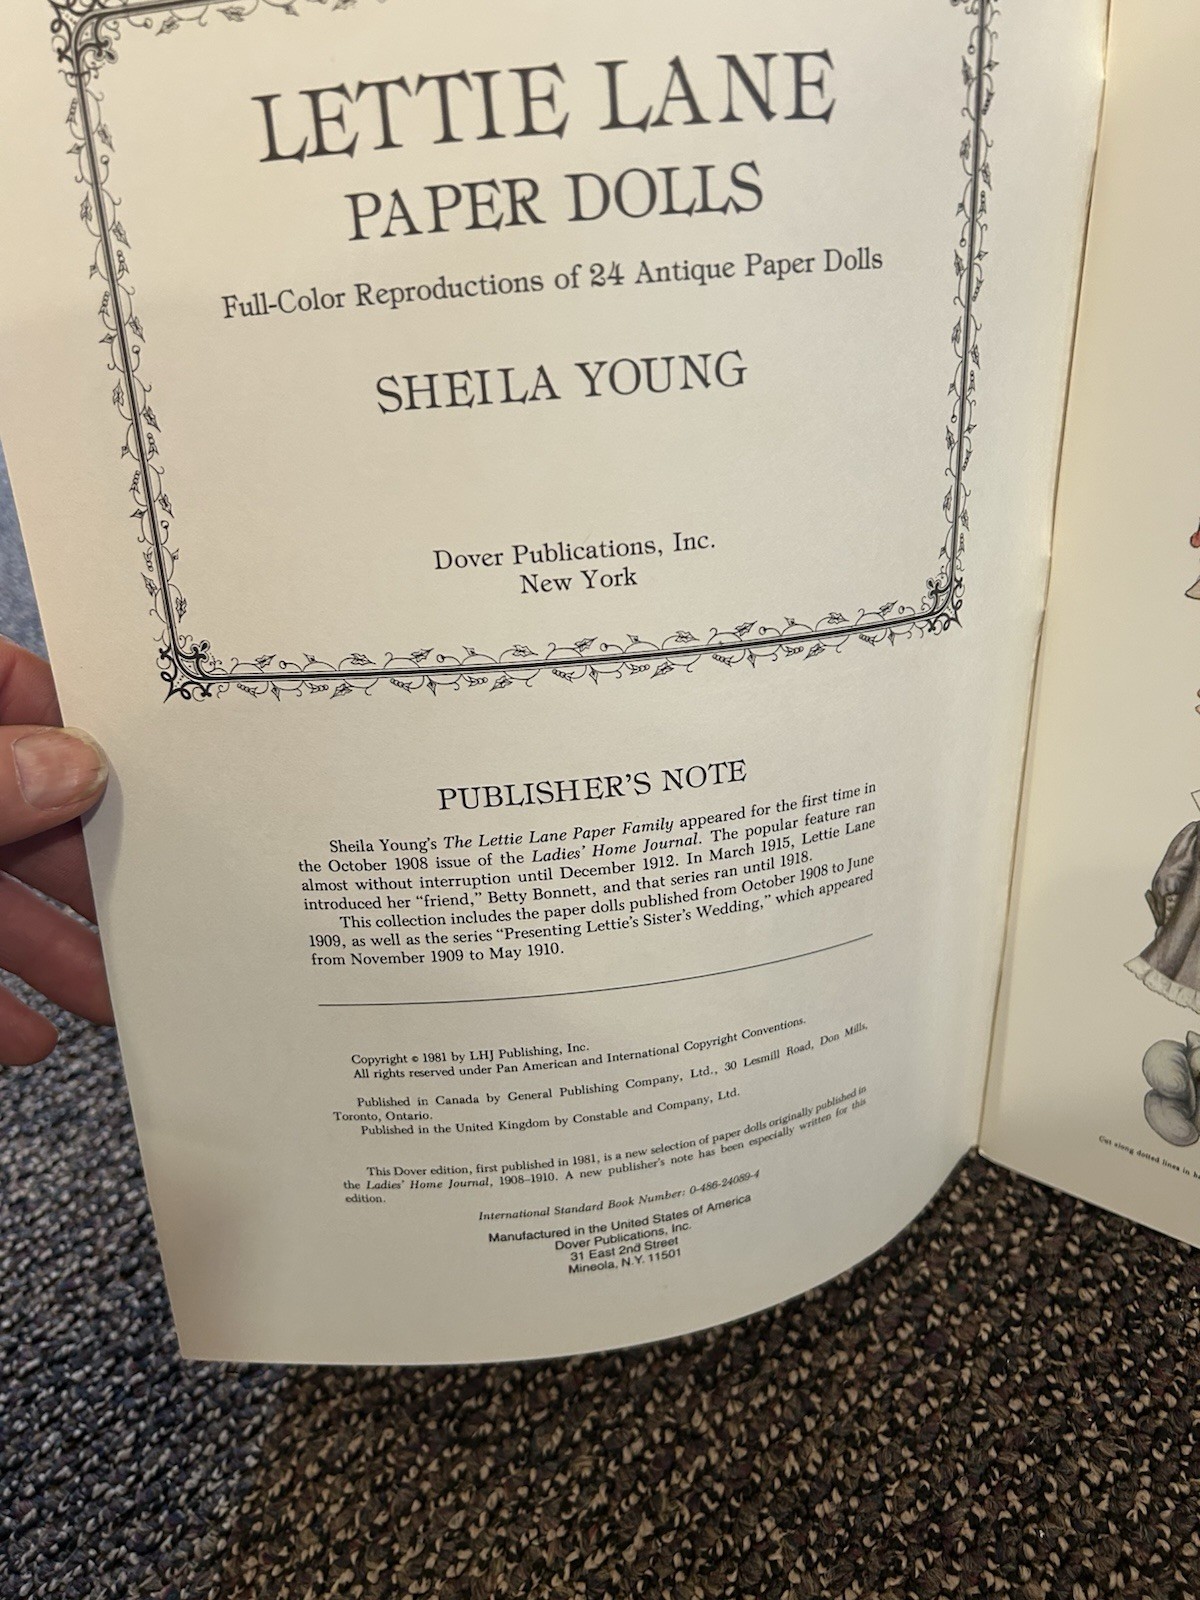 LETTIE LANE
PAPER DOLLS
Full-Color Reproductions of 24 Antique Paper Dolls
SHEILA YOUNG
Dover Publications, Inc.
New York
PUBLISHER'S NOTE
Sheila Young's The Lettie Lane Paper Family appeared for the first time in
the October 1908 issue of the Ladies' Home Journal. The popular feature ran
almost without interruption until December 1912. In March 1915, Lettie Lane
introduced her "friend," Betty Bonnett, and that series ran until 1918.
This collection includes the paper dolls published from October 1908 to June
1909, as well as the series "Presenting Lettie's Sister's Wedding," which appeared
from November 1909 to May 1910.
Copyright © 1981 by LHJ Publishing, Inc.
All rights reserved under Pan American and International Copyright Conventions.
Published in Canada by General Publishing Company, Ltd., 30 Lesmill Road, Don Mills,
Toronto, Ontario.
Published in the United Kingdom by Constable and Company, Ltd.
This Dover edition, first published in 1981, is a new selection of paper dolls originally published in
the Ladies' Home Journal, 1908–1910. A new publisher's note has been especially written for this
edition.
International Standard Book Number: 0-486-24089-4
Manufactured in the United States of America
Dover Publications, Inc.
31 East 2nd Street
Mineola, N.Y. 11501
Cut along dotted lines in